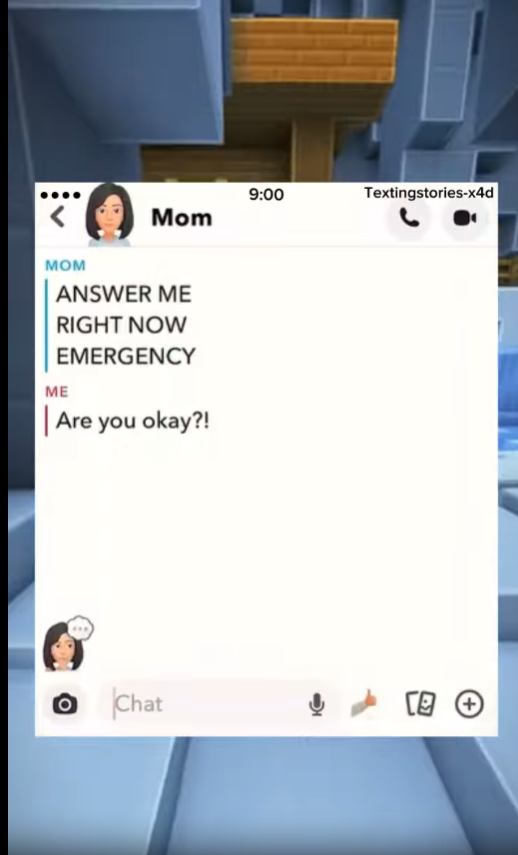 9:00
Textingstories-x4d
Mom
MOM
ANSWER ME
RIGHT NOW
EMERGENCY
ME
Are you okay?!
Chat